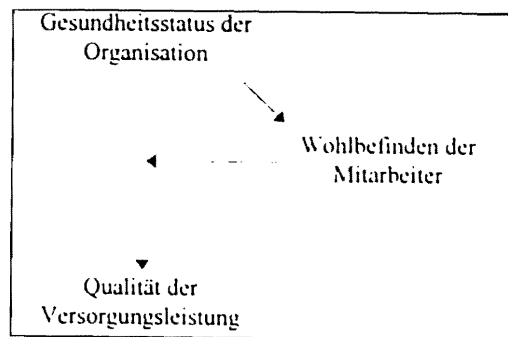 Gesundheitsstatus der
Organisation
Wohlbefinden der
Mitarbeiter
Qualität der
Versorgungsleistung